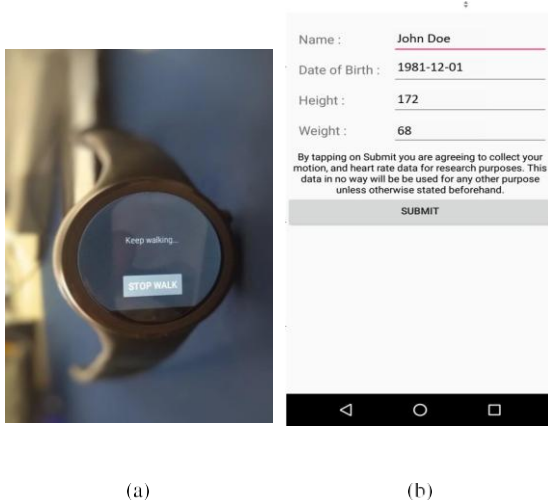 Keep walking...
STOP WALK
Name : John Doe
Date of Birth : 1981-12-01
Height : 172
Weight : 68
By tapping on Submit you are agreeing to collect your
motion, and heart rate data for research purposes. This
data in no way will be be used for any other purpose
unless otherwise stated beforehand.
SUBMIT
(a)
(b)